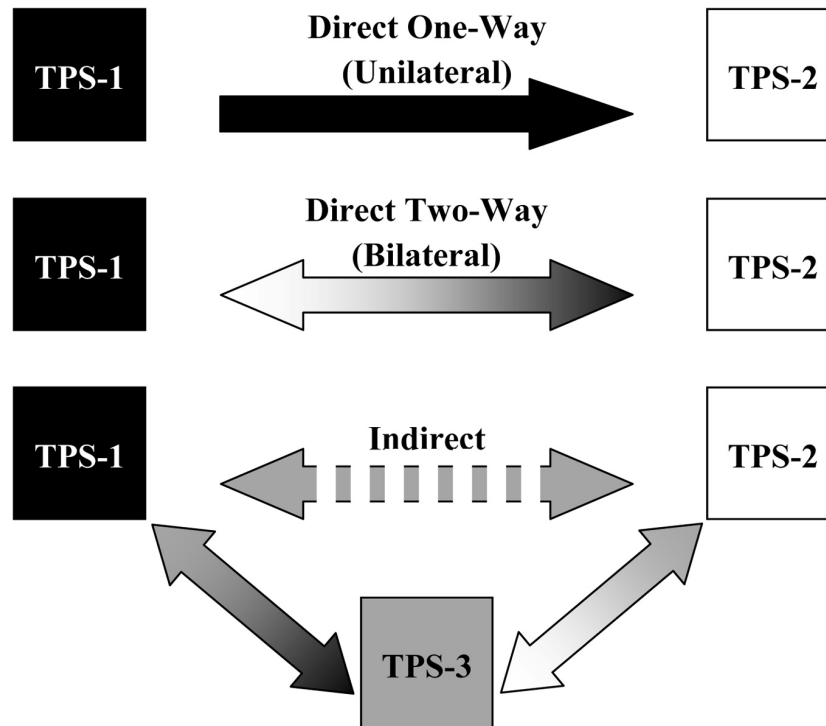 Direct One-Way
(Unilateral)
TPS-1
TPS-2
Direct Two-Way
(Bilateral)
TPS-1
TPS-2
Indirect
TPS-1
TPS-2
TPS-3